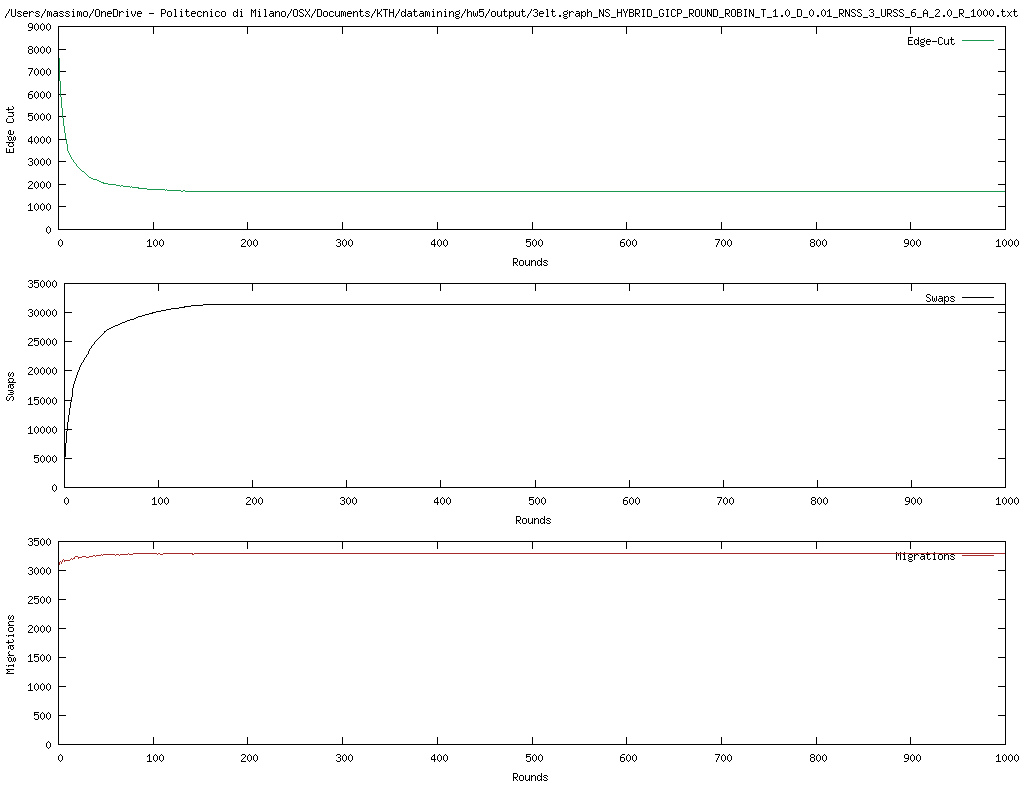 /Users/massimo/OneDrive - Politecnico di Milano/OSX/Documents/KTH/datamining/hw5/output/3elt.graph_NS_HYBRID_GICP_ROUND_ROBIN_T_1.0_D_0.01_RNSS_3_URSS_6_A_2.0_R_1000.txt
9000
8000
7000
6000
5000
4000
3000
2000
1000
0
Edge Cut
Edge-Cut
0 100 200 300 400 500 600 700 800 900 1000
Rounds
35000
30000
25000
20000
15000
10000
5000
0
Swaps
Swaps
0 100 200 300 400 500 600 700 800 900 1000
Rounds
3500
3000
2500
2000
1500
1000
500
0
Migrations
Migrations
0 100 200 300 400 500 600 700 800 900 1000
Rounds